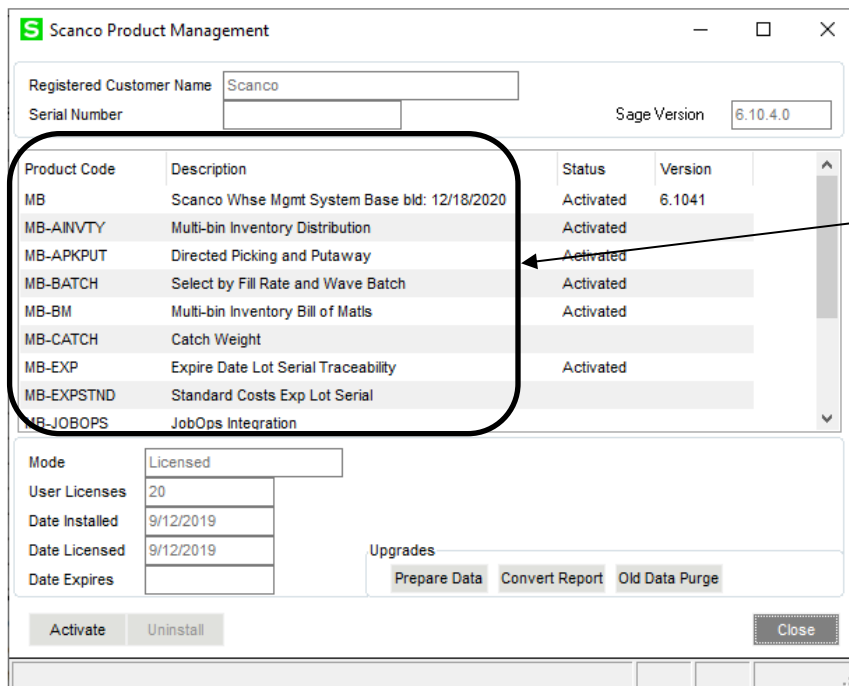 S Scanco Product Management
Registered Customer Name Scanco
Serial Number Sage Version 6.10.4.0
Product Code Description Status Version
MB Scanco Whse Mgmt System Base bld: 12/18/2020 Activated 6.1041
MB-AINVTY Multi-bin Inventory Distribution Activated
MB-APKPUT Directed Picking and Putaway Activated
MB-BATCH Select by Fill Rate and Wave Batch Activated
MB-BM Multi-bin Inventory Bill of Matls Activated
MB-CATCH Catch Weight
MB-EXP Expire Date Lot Serial Traceability Activated
MB-EXPSTND Standard Costs Exp Lot Serial
MB-JOBOPS JobOps Integration
Mode Licensed
User Licenses 20
Date Installed 9/12/2019
Date Licensed 9/12/2019 Upgrades
Date Expires Prepare Data Convert Report Old Data Purge
Activate Uninstall Close